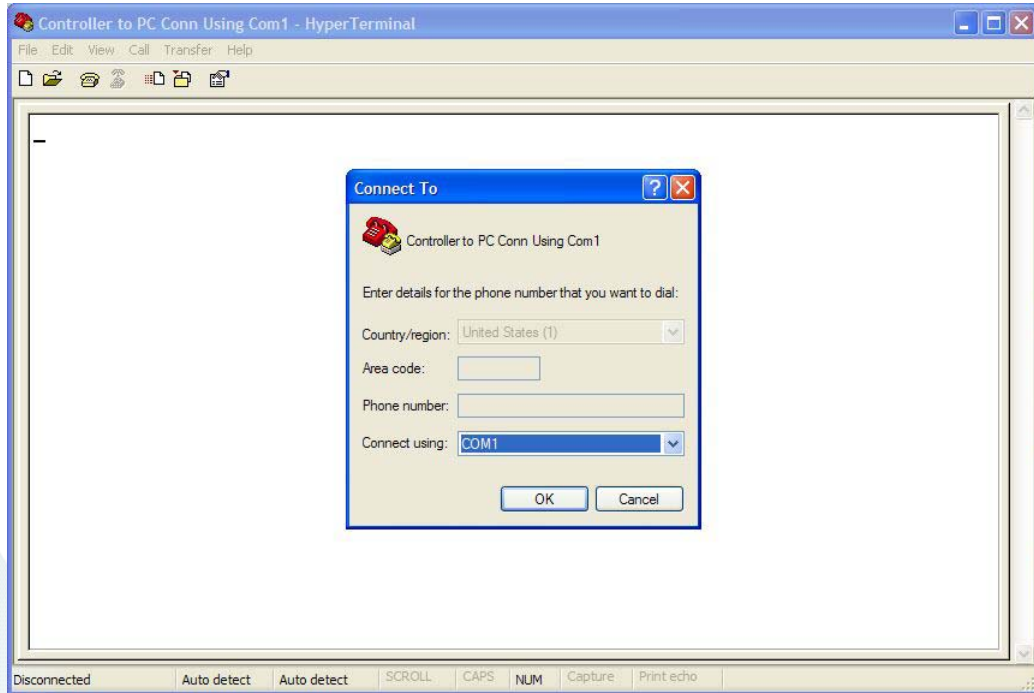 Controller to PC Conn Using Com1 - HyperTerminal
File Edit View Call Transfer Help
Connect To
Controller to PC Conn Using Com1
Enter details for the phone number that you want to dial:
Country/region: United States (1)
Area code:
Phone number:
Connect using: COM1
OK Cancel
Disconnected Auto detect Auto detect SCROLL CAPS NUM Capture Print echo